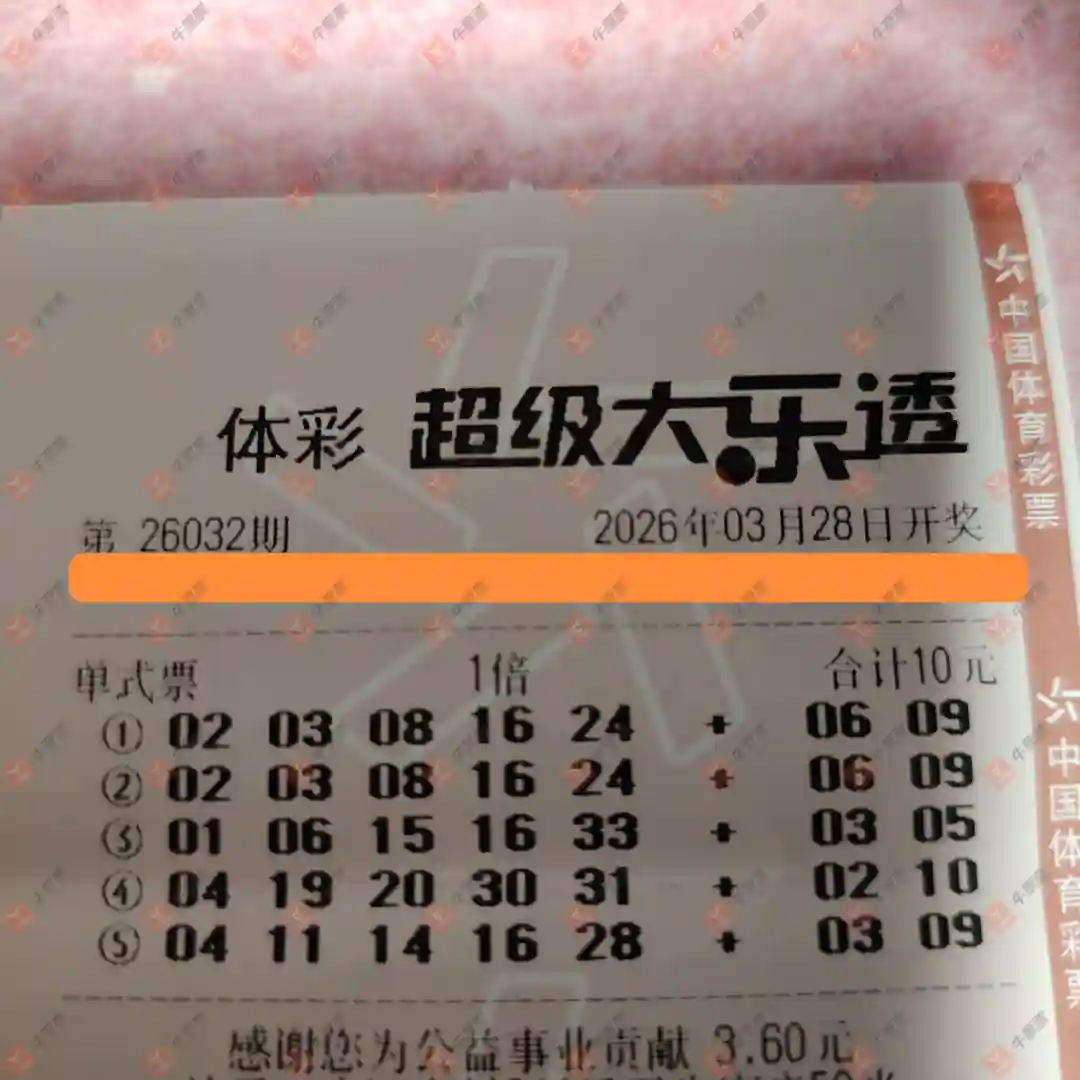 体彩 超级大乐透
第 26032期 2026年03月28日开奖
单式票 1倍 合计10元
① 02 03 08 16 24 + 06 09
② 02 03 08 16 24 + 06 09
③ 01 06 15 16 33 + 03 05
④ 04 19 20 30 31 + 02 10
⑤ 04 11 14 16 28 + 03 09
感谢您为公益事业贡献 3.60元
中国体育彩票
中国体育彩票